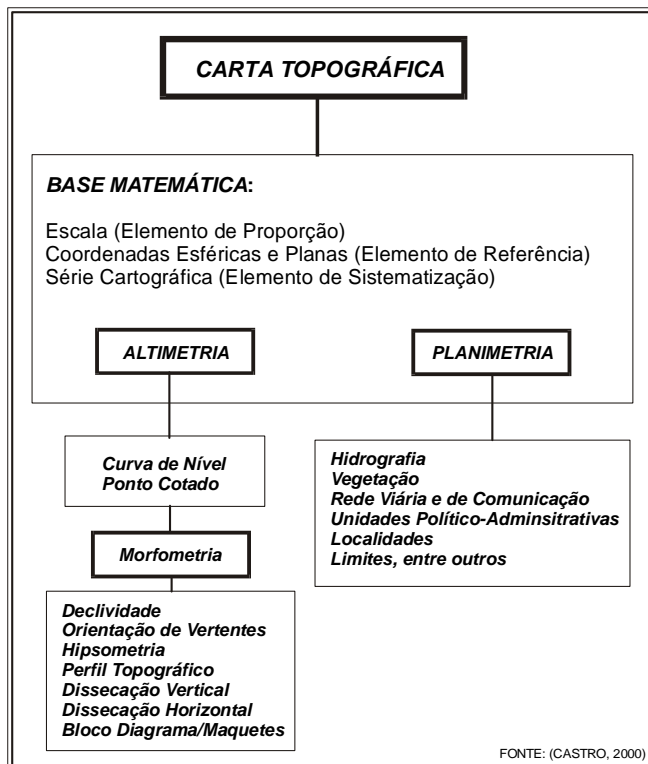 CARTA TOPOGRÁFICA
BASE MATEMÁTICA:
Escala (Elemento de Proporção)
Coordenadas Esféricas e Planas (Elemento de Referência)
Série Cartográfica (Elemento de Sistematização)
ALTIMETRIA
PLANIMETRIA
Curva de Nível
Ponto Cotado
Hidrografia
Vegetação
Rede Viária e de Comunicação
Unidades Político-Adminsitrativas
Localidades
Limites, entre outros
Morfometria
Declividade
Orientação de Vertentes
Hipsometria
Perfil Topográfico
Dissecação Vertical
Dissecação Horizontal
Bloco Diagrama/Maquetes
FONTE: (CASTRO, 2000)